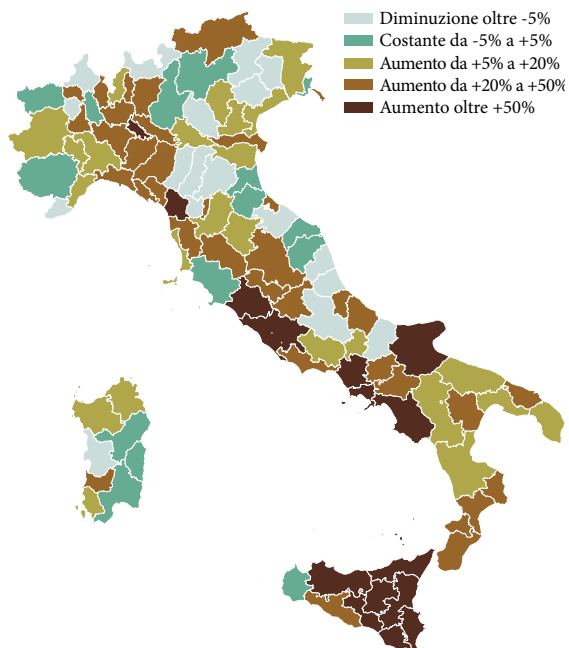 Diminuzione oltre -5%
Costante da -5% a +5%
Aumento da +5% a +20%
Aumento da +20% a +50%
Aumento oltre +50%